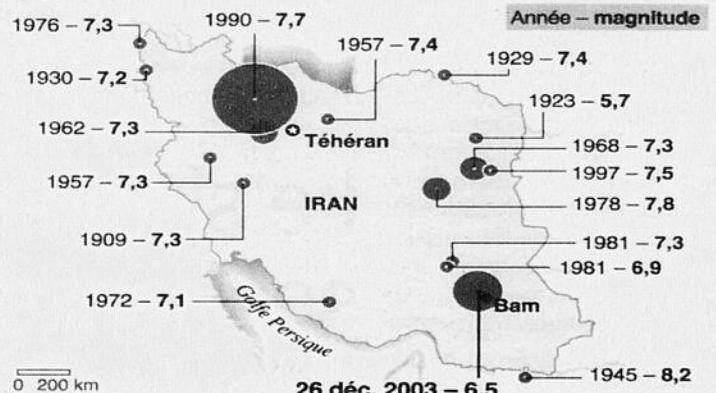 Année – magnitude
1976 – 7,3
1990 – 7,7
1957 – 7,4
1929 – 7,4
1930 – 7,2
1923 – 5,7
1962 – 7,3
Téhéran
1968 – 7,3
1957 – 7,3
1997 – 7,5
IRAN
1978 – 7,8
1909 – 7,3
1981 – 7,3
1981 – 6,9
1972 – 7,1
Golfe Persique
Bam
0 200 km
26 déc. 2003 – 6,5
1945 – 8,2